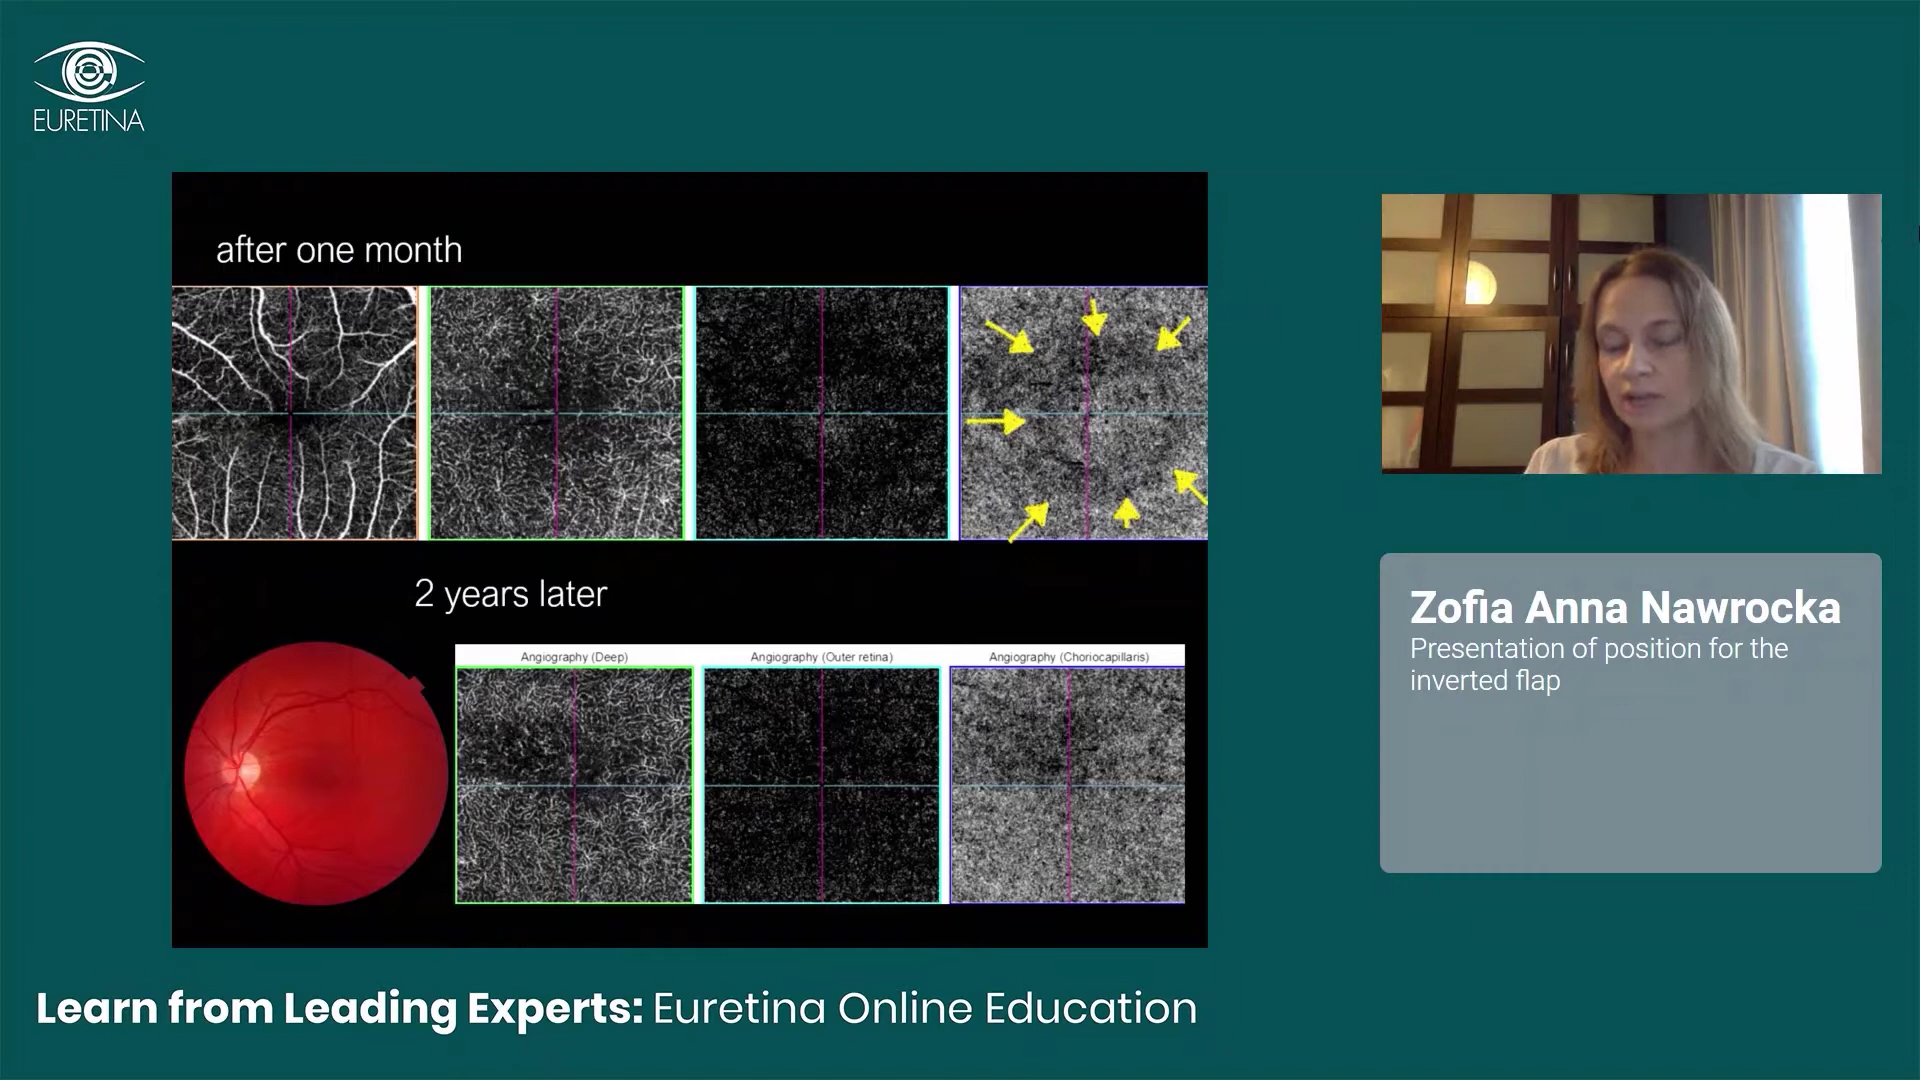 EURETINA
after one month
2 years later
Angiography (Deep)
Angiography (Outer retina)
Angiography (Choriocapillaris)
Zofia Anna Nawrocka
Presentation of position for the
inverted flap
Learn from Leading Experts: Euretina Online Education